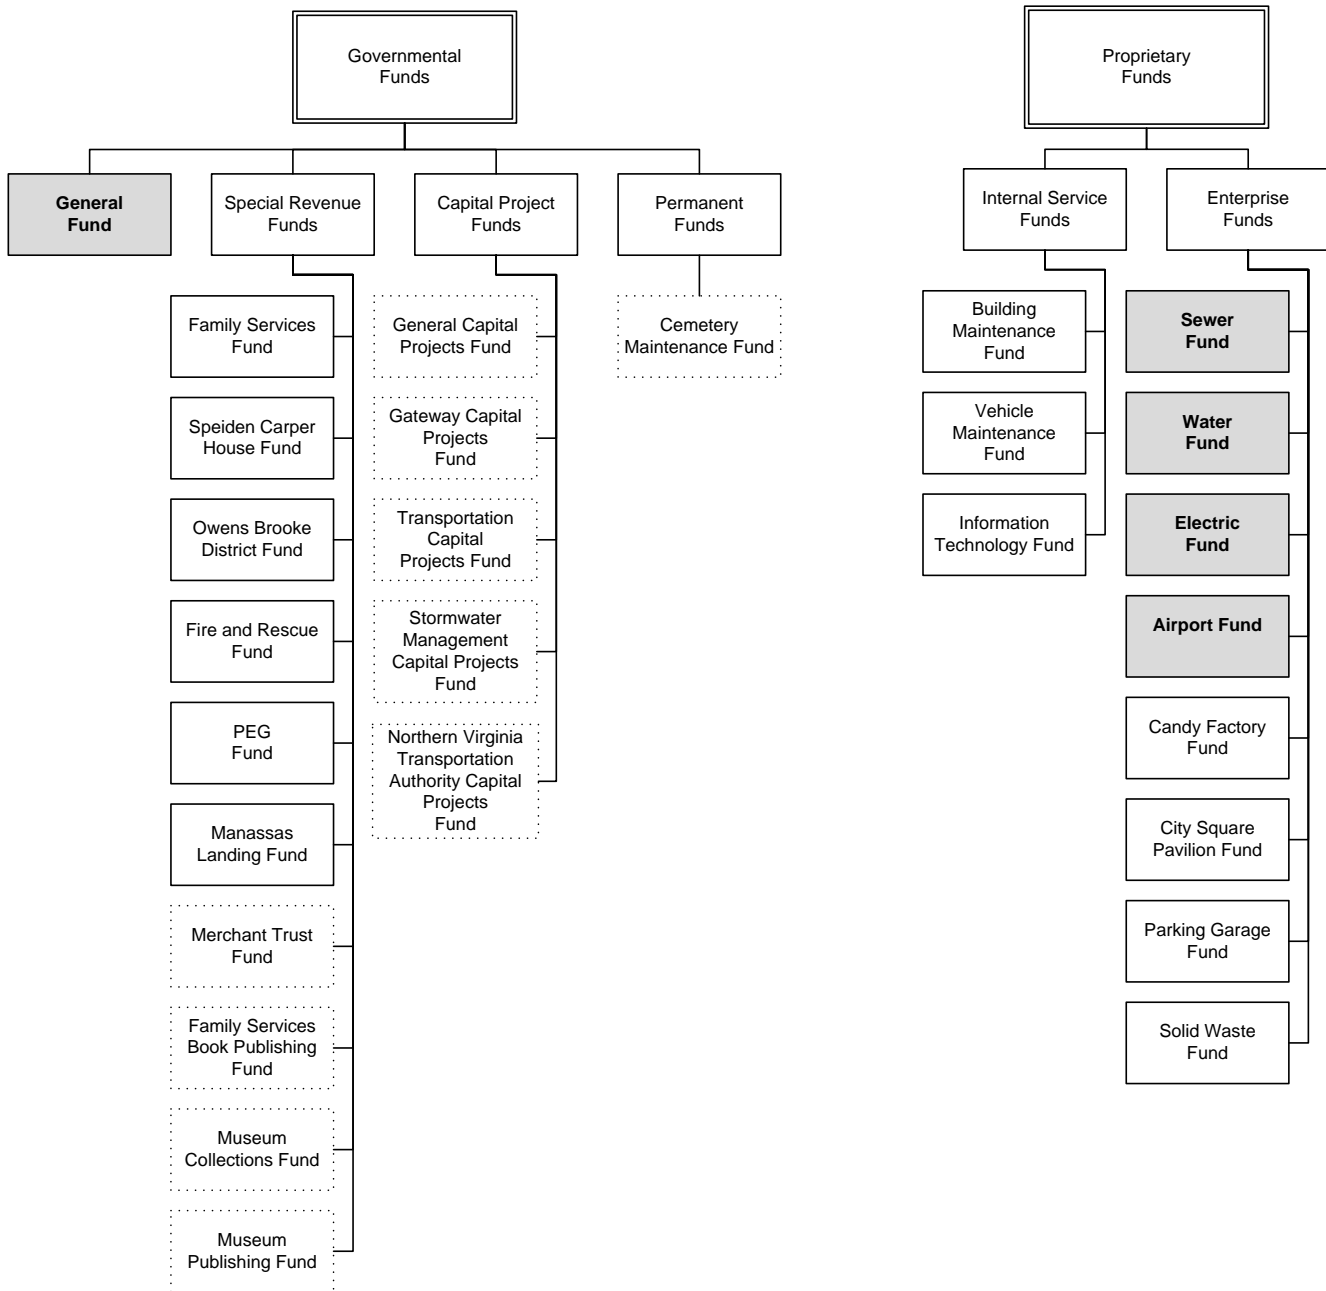 Governmental
Funds
Proprietary
Funds
General
Fund
Special Revenue
Funds
Capital Project
Funds
Permanent
Funds
Internal Service
Funds
Enterprise
Funds
Family Services
Fund
Speiden Carper
House Fund
Owens Brooke
District Fund
Fire and Rescue
Fund
PEG
Fund
Manassas
Landing Fund
Merchant Trust
Fund
Family Services
Book Publishing
Fund
Museum
Collections Fund
Museum
Publishing Fund
General Capital
Projects Fund
Gateway Capital
Projects
Fund
Transportation
Capital
Projects Fund
Stormwater
Management
Capital Projects
Fund
Northern Virginia
Transportation
Authority Capital
Projects
Fund
Cemetery
Maintenance Fund
Building
Maintenance
Fund
Vehicle
Maintenance
Fund
Information
Technology Fund
Sewer
Fund
Water
Fund
Electric
Fund
Airport Fund
Candy Factory
Fund
City Square
Pavilion Fund
Parking Garage
Fund
Solid Waste
Fund